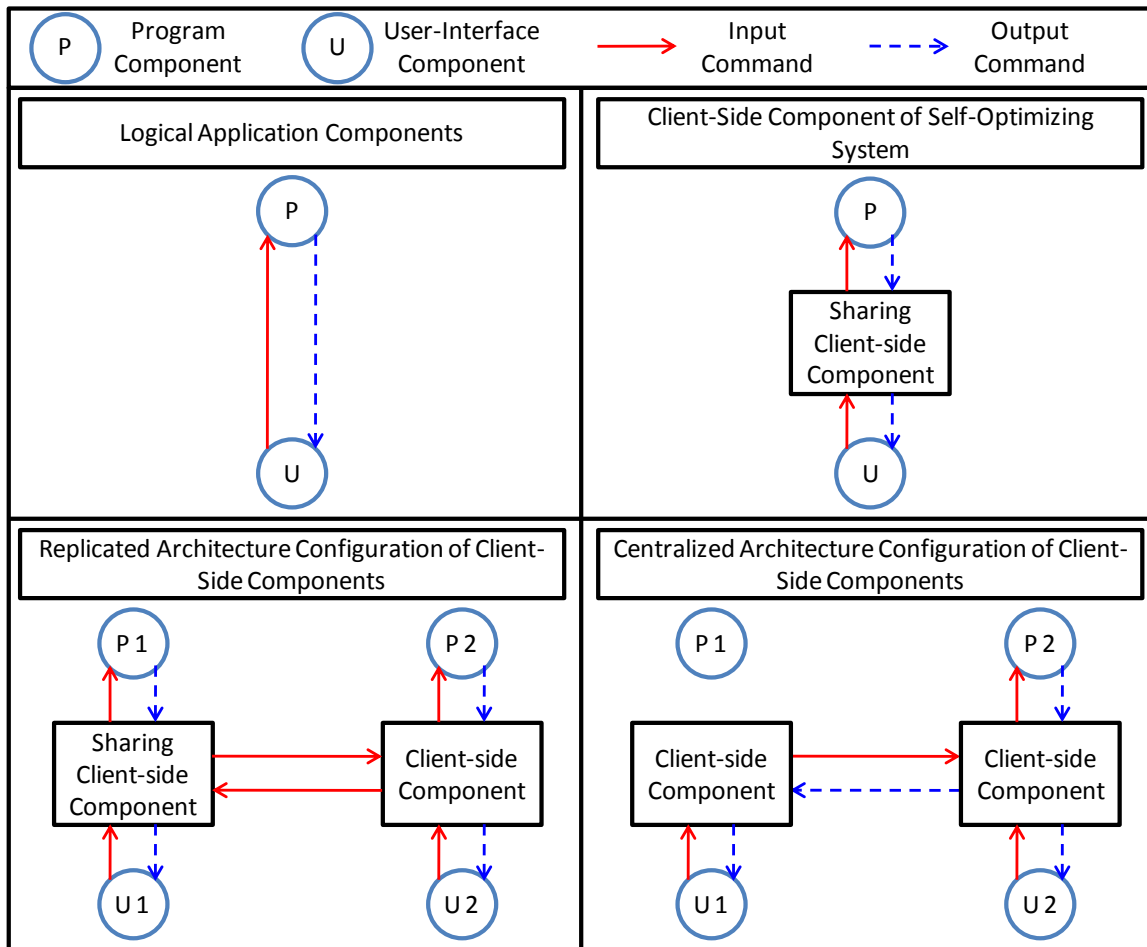 P
Program
Component
U
User-Interface
Component
Input
Command
Output
Command
Logical Application Components
P
U
Client-Side Component of Self-Optimizing
System
P
Sharing
Client-side
Component
U
Replicated Architecture Configuration of Client-
Side Components
P 1
P 2
Sharing
Client-side
Component
Client-side
Component
U 1
U 2
Centralized Architecture Configuration of Client-
Side Components
P 1
P 2
Client-side
Component
Client-side
Component
U 1
U 2